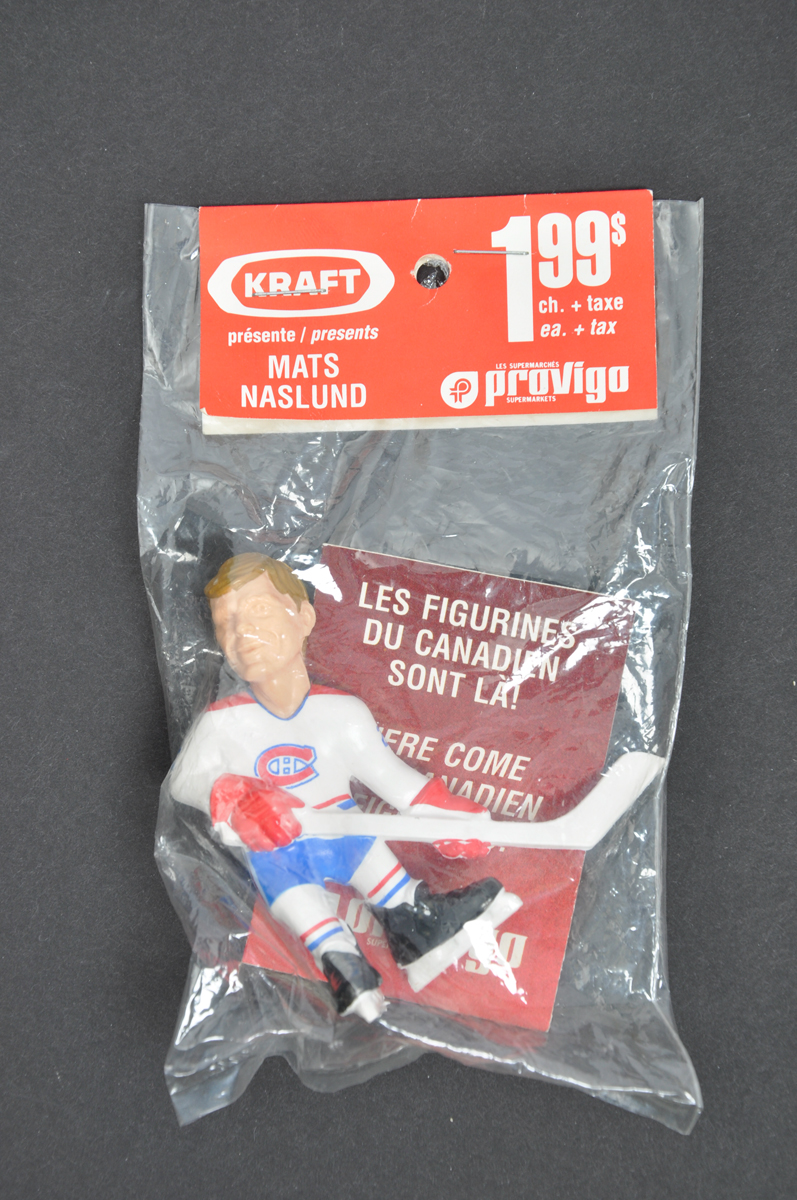 KRAFT
présente / presents
MATS
NASLUND
1 99$
ch. + taxe
ea. + tax
LES SUPERMARCHÉS
provigo
SUPERMARKETS
LES FIGURINES
DU CANADIEN
SONT LÀ!
HERE COME
CANADIEN